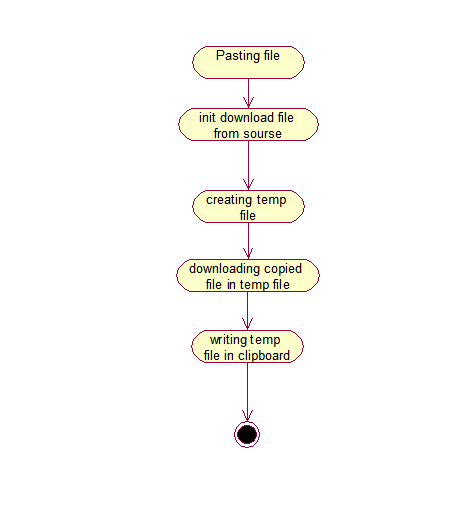 Pasting file
init download file
from sourse
creating temp
file
downloading copied
file in temp file
writing temp
file in clipboard